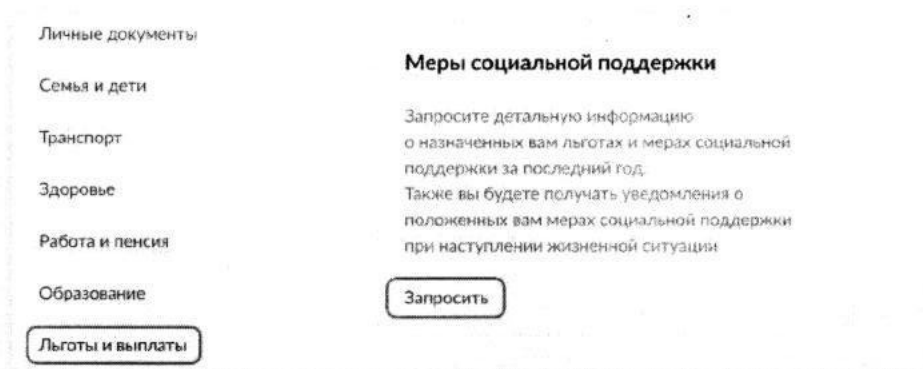 Личные документы
Семья и дети
Транспорт
Здоровье
Работа и пенсия
Образование
Льготы и выплаты
Меры социальной поддержки
Запросите детальную информацию
о назначенных вам льготах и мерах социальной
поддержки за последний год.
Также вы будете получать уведомления о
положенных вам мерах социальной поддержки
при наступлении жизненной ситуации
Запросить